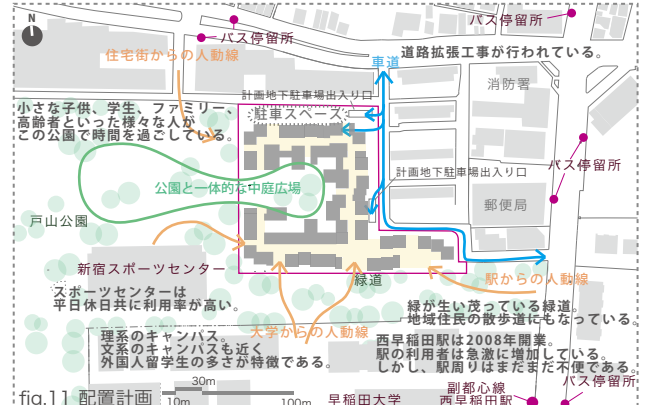 N
バス停留所
バス停留所
住宅街からの人動線
車道
道路拡張工事が行われている。
消防署
計画地下駐車場出入り口
小さな子供、学生、ファミリー、
高齢者といった様々な人が
この公園で時間を過ごしている。
駐車スペース
バス停留所
計画地下駐車場出入り口
公園と一体的な中庭広場
郵便局
戸山公園
新宿スポーツセンター
緑道
駅からの人動線
スポーツセンターは
平日休日共に利用率が高い。
緑が生い茂っている緑道。
地域住民の散歩道にもなっている。
大学からの人動線
理系のキャンパス。
文系のキャンパスも近く
外国人留学生の多さが特徴である。
西早稲田駅は2008年開業。
駅の利用者は急激に増加している。
しかし、駅周りはまだまだ不便である。
fig.11 配置計画
30m
10m
100m
早稲田大学
副都心線
西早稲田駅
バス停留所